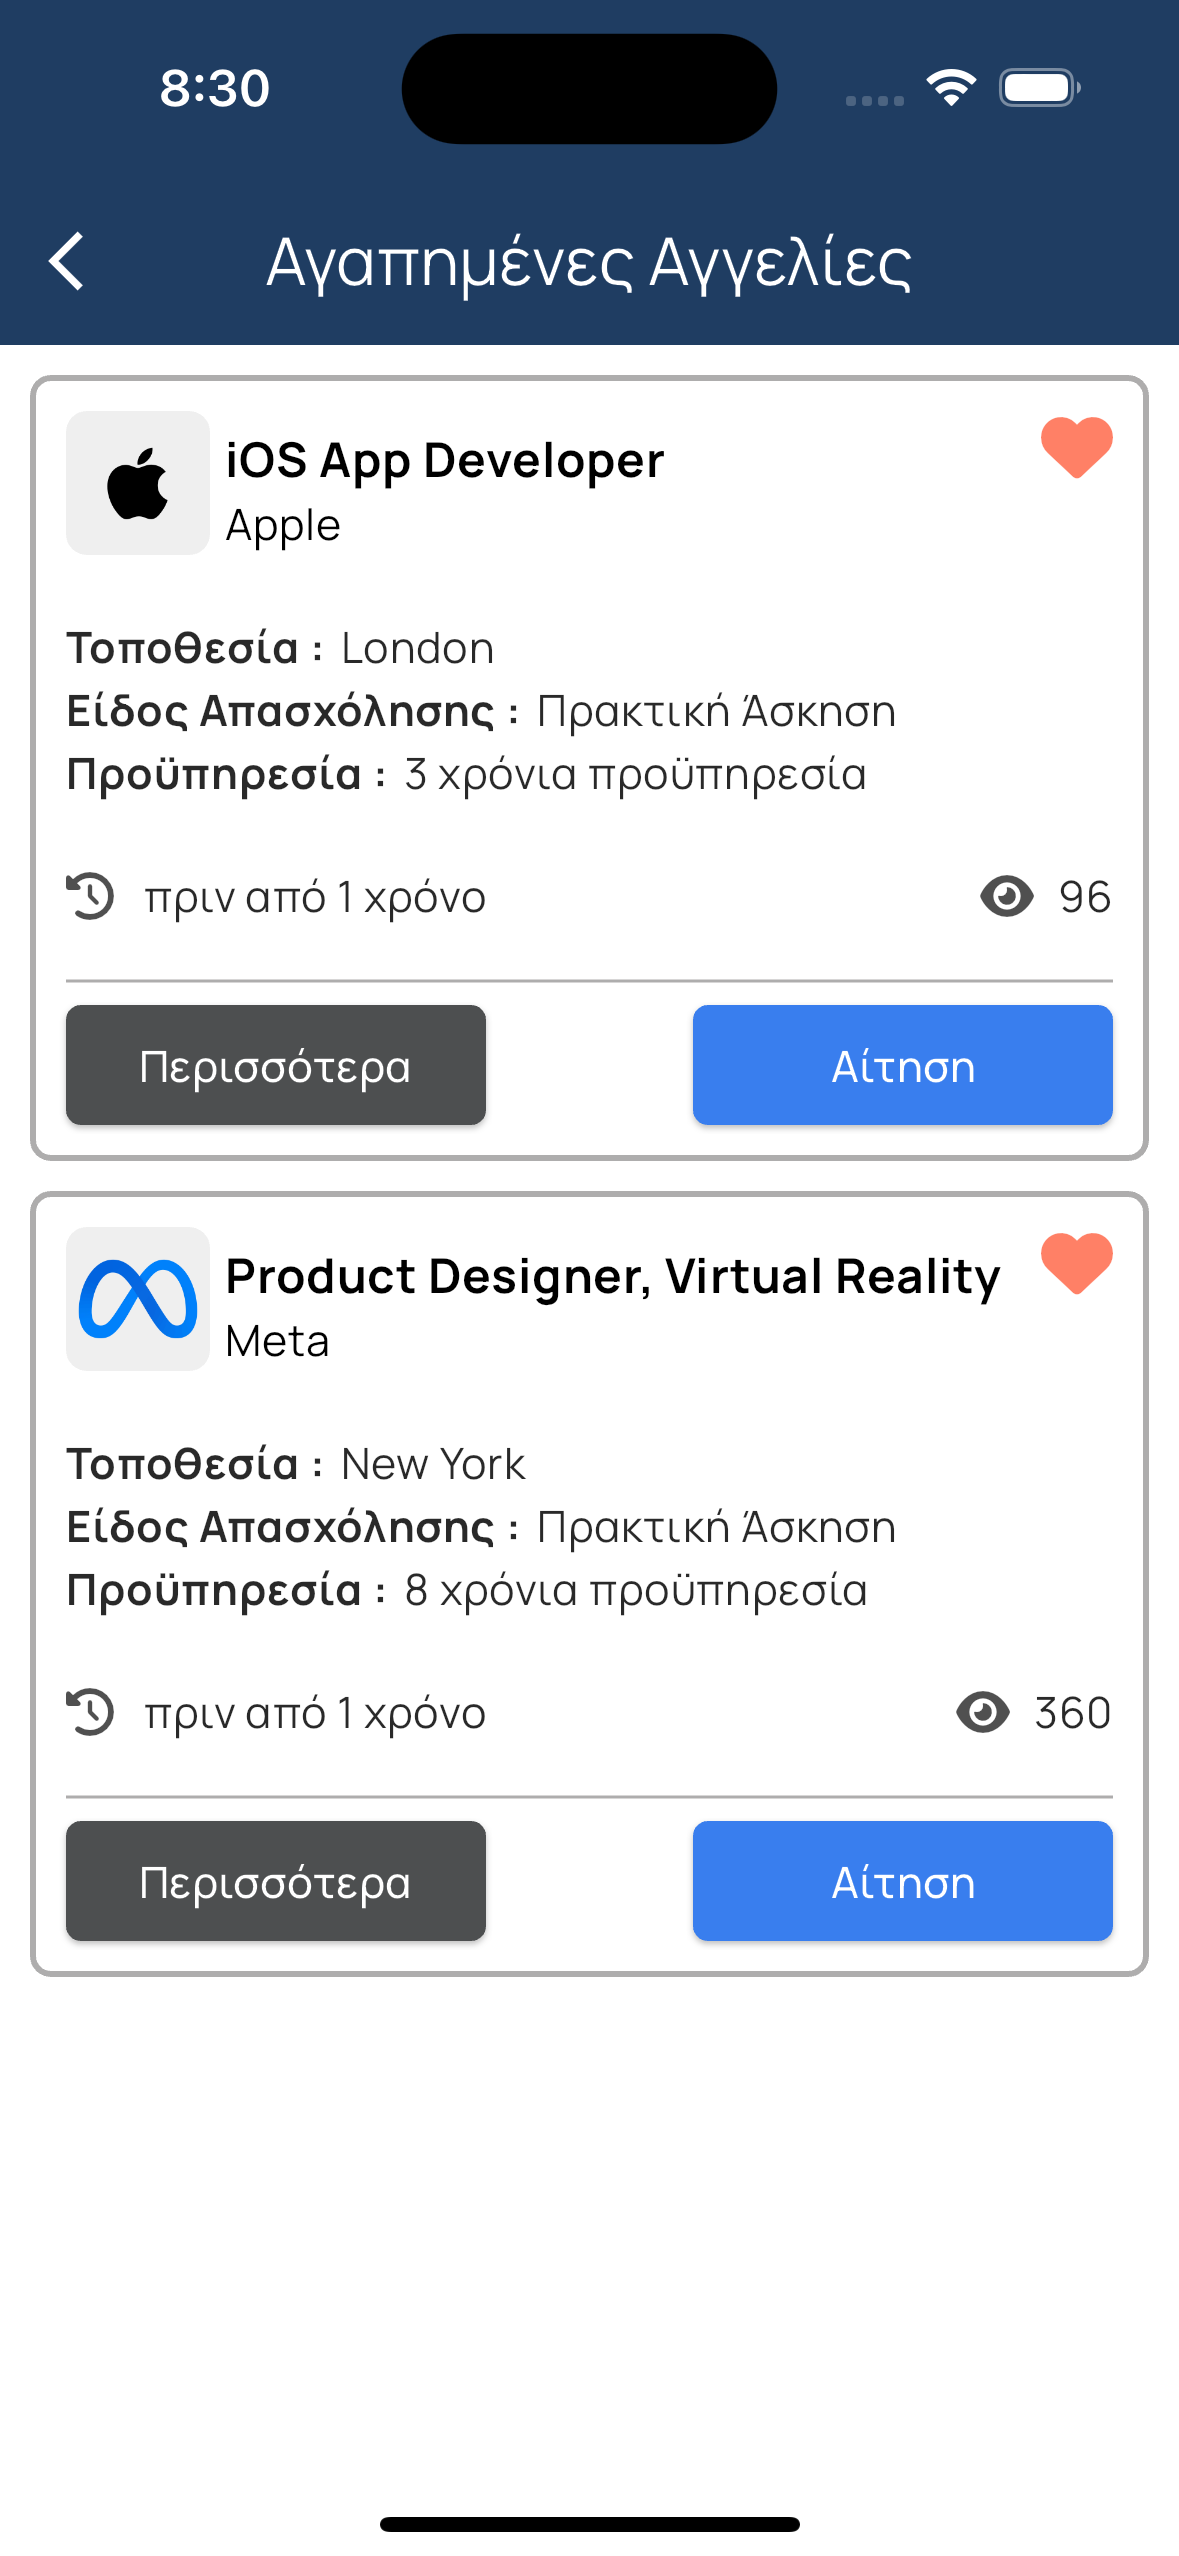 8:30
Αγαπημένες Αγγελίες
iOS App Developer
Apple
Τοποθεσία : London
Είδος Απασχόλησης : Πρακτική Άσκηση
Προϋπηρεσία : 3 χρόνια προϋπηρεσία
πριν από 1 χρόνο 96
Περισσότερα Αίτηση
Product Designer, Virtual Reality
Meta
Τοποθεσία : New York
Είδος Απασχόλησης : Πρακτική Άσκηση
Προϋπηρεσία : 8 χρόνια προϋπηρεσία
πριν από 1 χρόνο 360
Περισσότερα Αίτηση